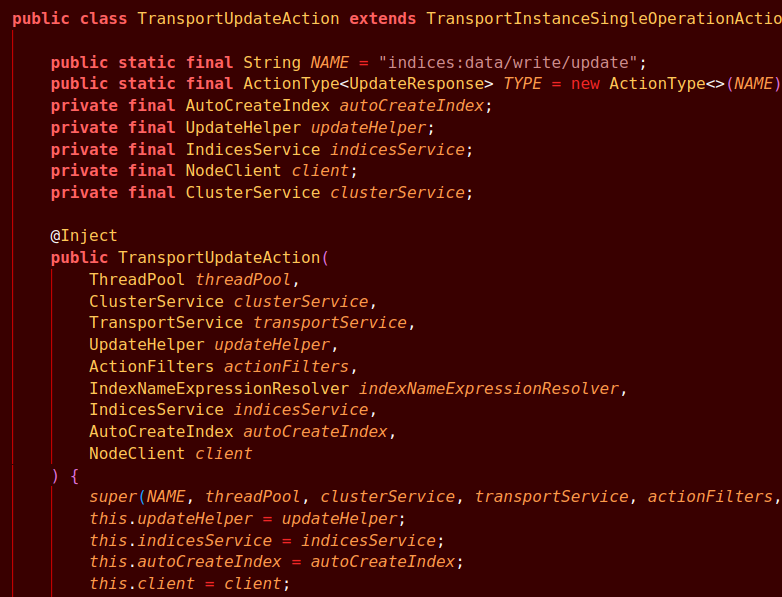 public class TransportUpdateAction extends TransportInstanceSingleOperationActio
public static final String NAME = "indices:data/write/update";
public static final ActionType<UpdateResponse> TYPE = new ActionType<>(NAME)
private final AutoCreateIndex autoCreateIndex;
private final UpdateHelper updateHelper;
private final IndicesService indicesService;
private final NodeClient client;
private final ClusterService clusterService;
@Inject
public TransportUpdateAction(
ThreadPool threadPool,
ClusterService clusterService,
TransportService transportService,
UpdateHelper updateHelper,
ActionFilters actionFilters,
IndexNameExpressionResolver indexNameExpressionResolver,
IndicesService indicesService,
AutoCreateIndex autoCreateIndex,
NodeClient client
) {
super(NAME, threadPool, clusterService, transportService, actionFilters,
this.updateHelper = updateHelper;
this.indicesService = indicesService;
this.autoCreateIndex = autoCreateIndex;
this.client = client;